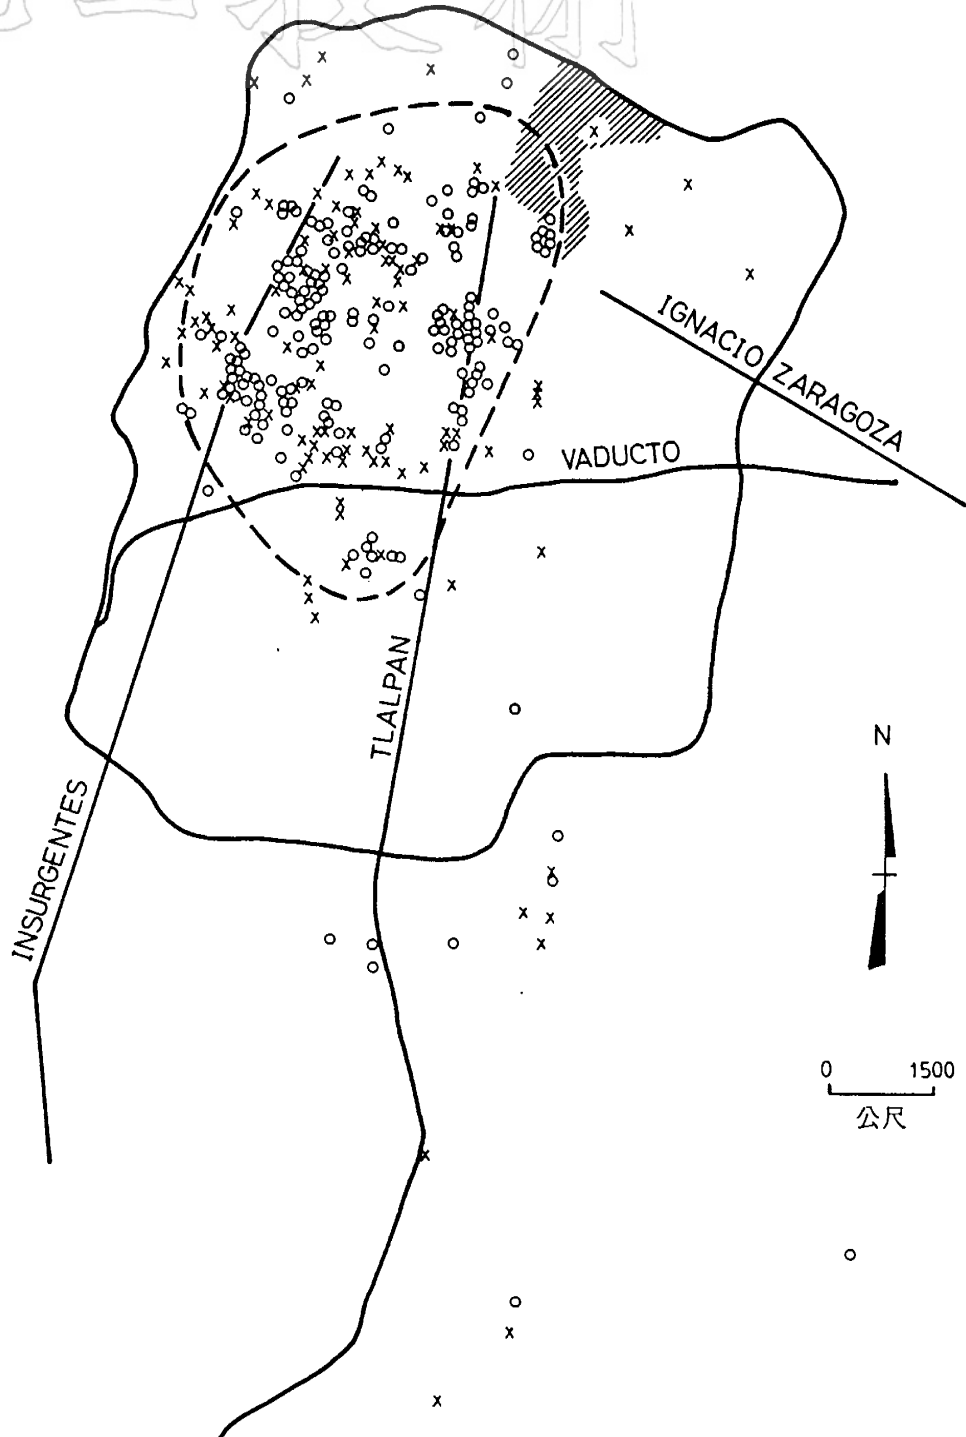 IGNACIO ZARAGOZA
VADUCTO
TLALPAN
INSURGENTES
N
0 1500
公尺